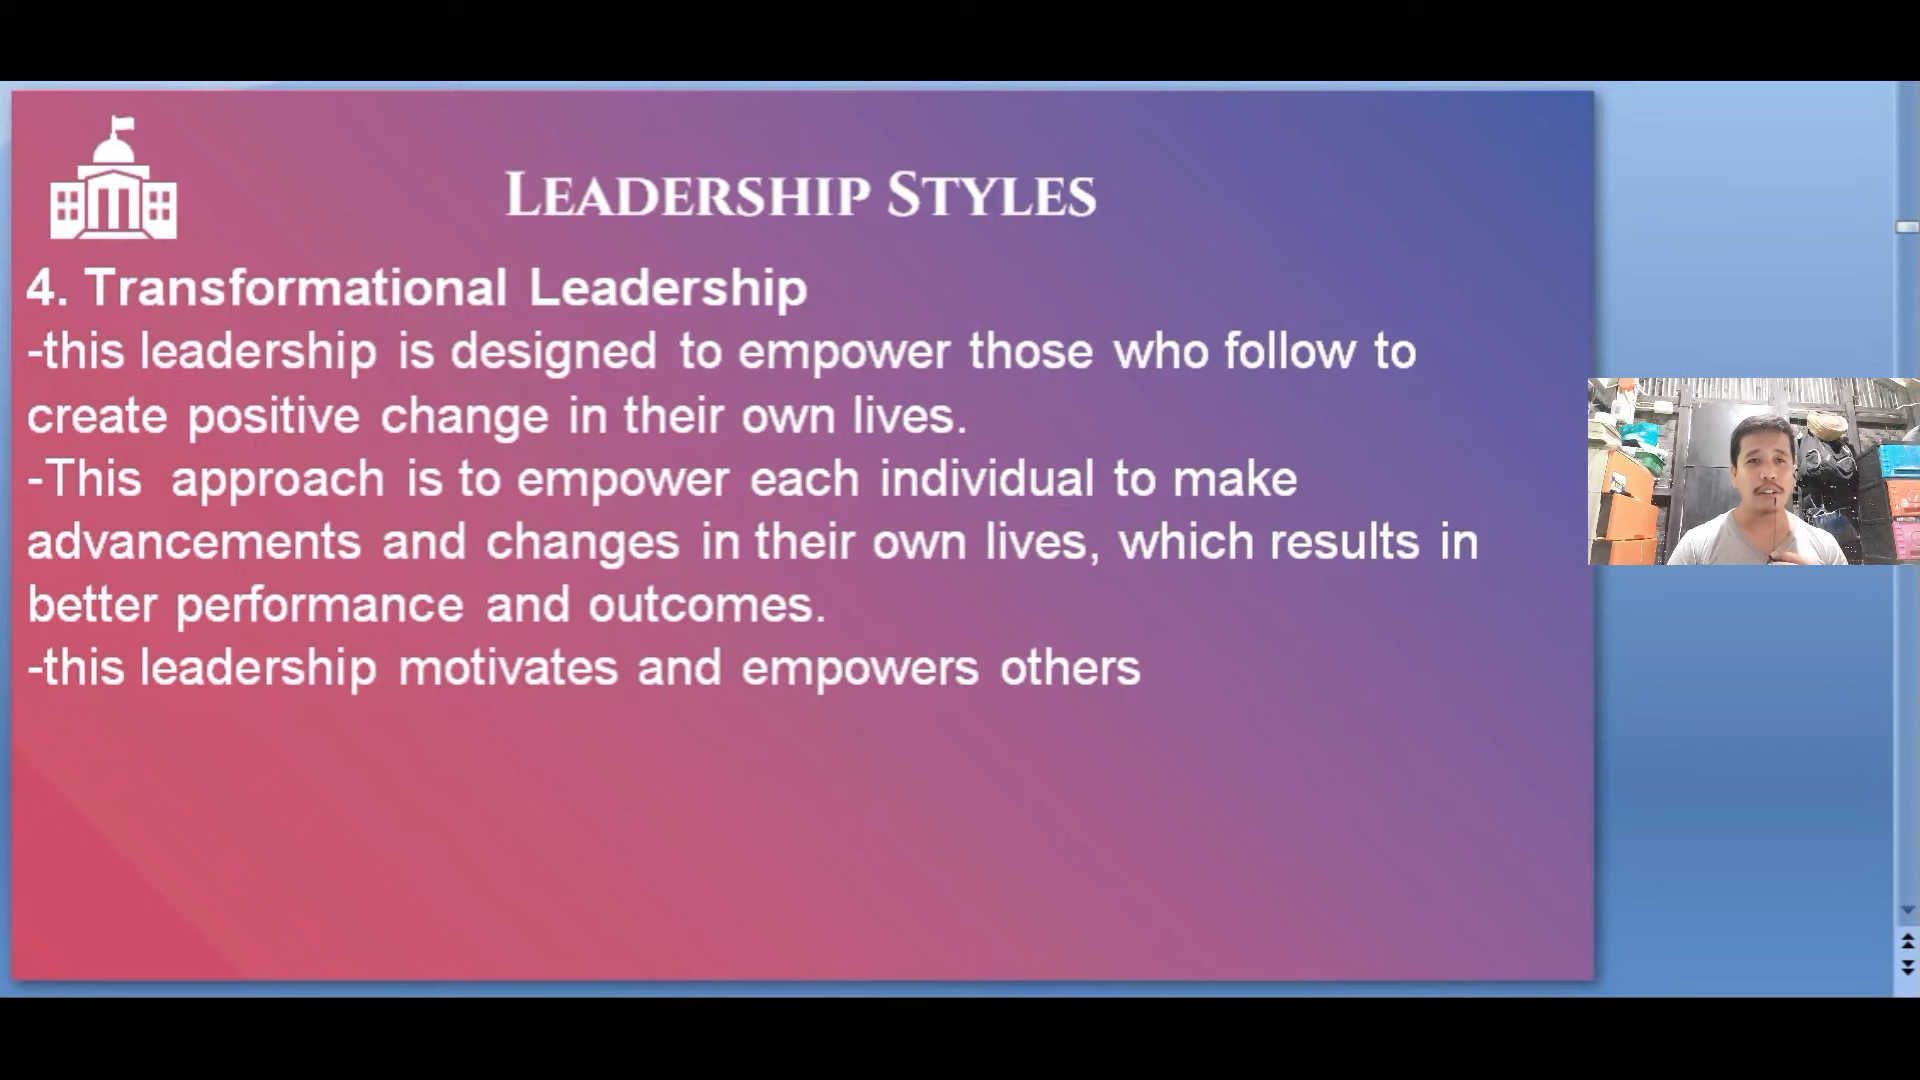 LEADERSHIP STYLES
4. Transformational Leadership
-this leadership is designed to empower those who follow to
create positive change in their own lives.
-This approach is to empower each individual to make
advancements and changes in their own lives, which results in
better performance and outcomes.
-this leadership motivates and empowers others